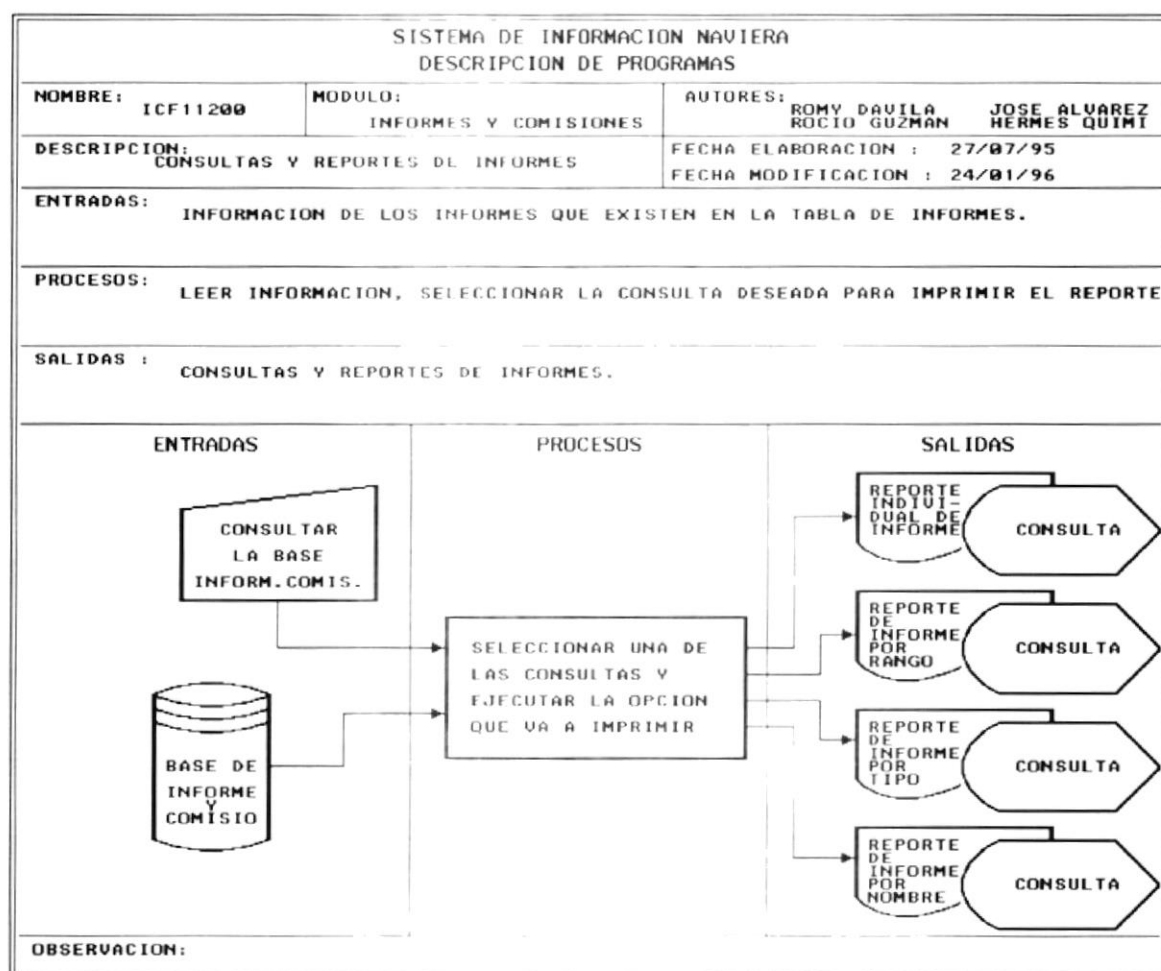 SISTEMA DE INFORMACION NAVIERA
DESCRIPCION DE PROGRAMAS
NOMBRE:
ICF11200
MODULO:
INFORMES Y COMISIONES
AUTORES:
ROMY DAVILA JOSE ALVAREZ
ROCIO GUZMAN HERMES QUIMI
DESCRIPCION:
CONSULTAS Y REPORTES DE INFORMES
FECHA ELABORACION : 27/07/95
FECHA MODIFICACION : 24/01/96
ENTRADAS:
INFORMACION DE LOS INFORMES QUE EXISTEN EN LA TABLA DE INFORMES.
PROCESOS:
LEER INFORMACION, SELECCIONAR LA CONSULTA DESEADA PARA IMPRIMIR EL REPORTE
SALIDAS :
CONSULTAS Y REPORTES DE INFORMES.
ENTRADAS
CONSULTAR
LA BASE
INFORM.COMIS.
BASE DE
INFORME
Y
COMISIO
PROCESOS
SELECCIONAR UNA DE
LAS CONSULTAS Y
EJECUTAR LA OPCION
QUE VA A IMPRIMIR
SALIDAS
REPORTE
INDIVI-
DUAL DE
INFORME
CONSULTA
REPORTE
DE
INFORME
POR
RANGO
CONSULTA
REPORTE
DE
INFORME
POR
TIPO
CONSULTA
REPORTE
DE
INFORME
POR
NOMBRE
CONSULTA
OBSERVACION: